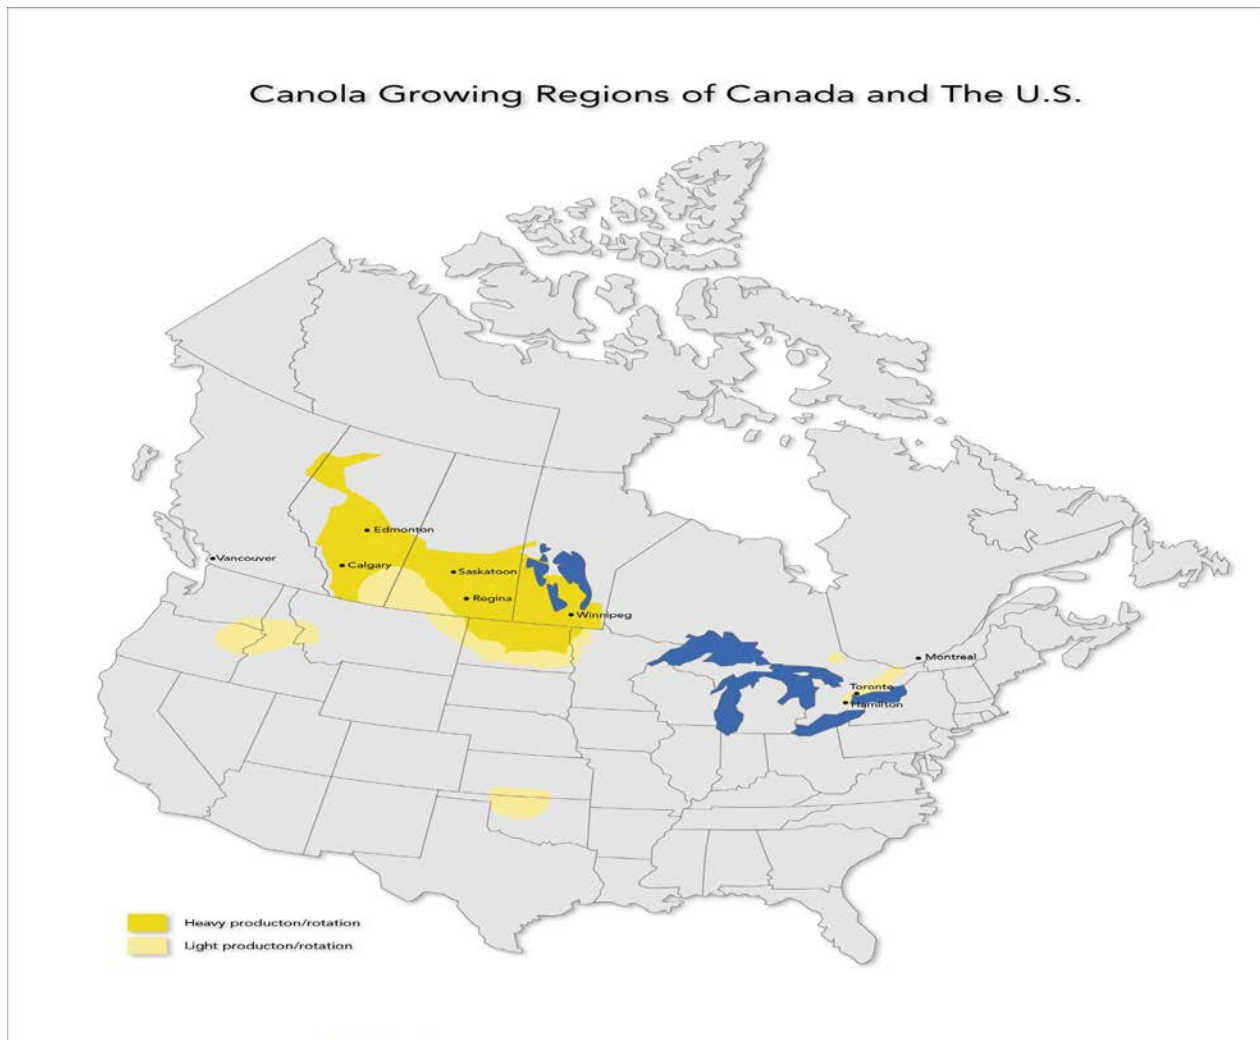 Canola Growing Regions of Canada and The U.S.
Edmonton
Vancouver
Calgary
Saskatoon
Regina
Winnipeg
Montreal
Toronto
Hamilton
Heavy producton/rotation
Light producton/rotation